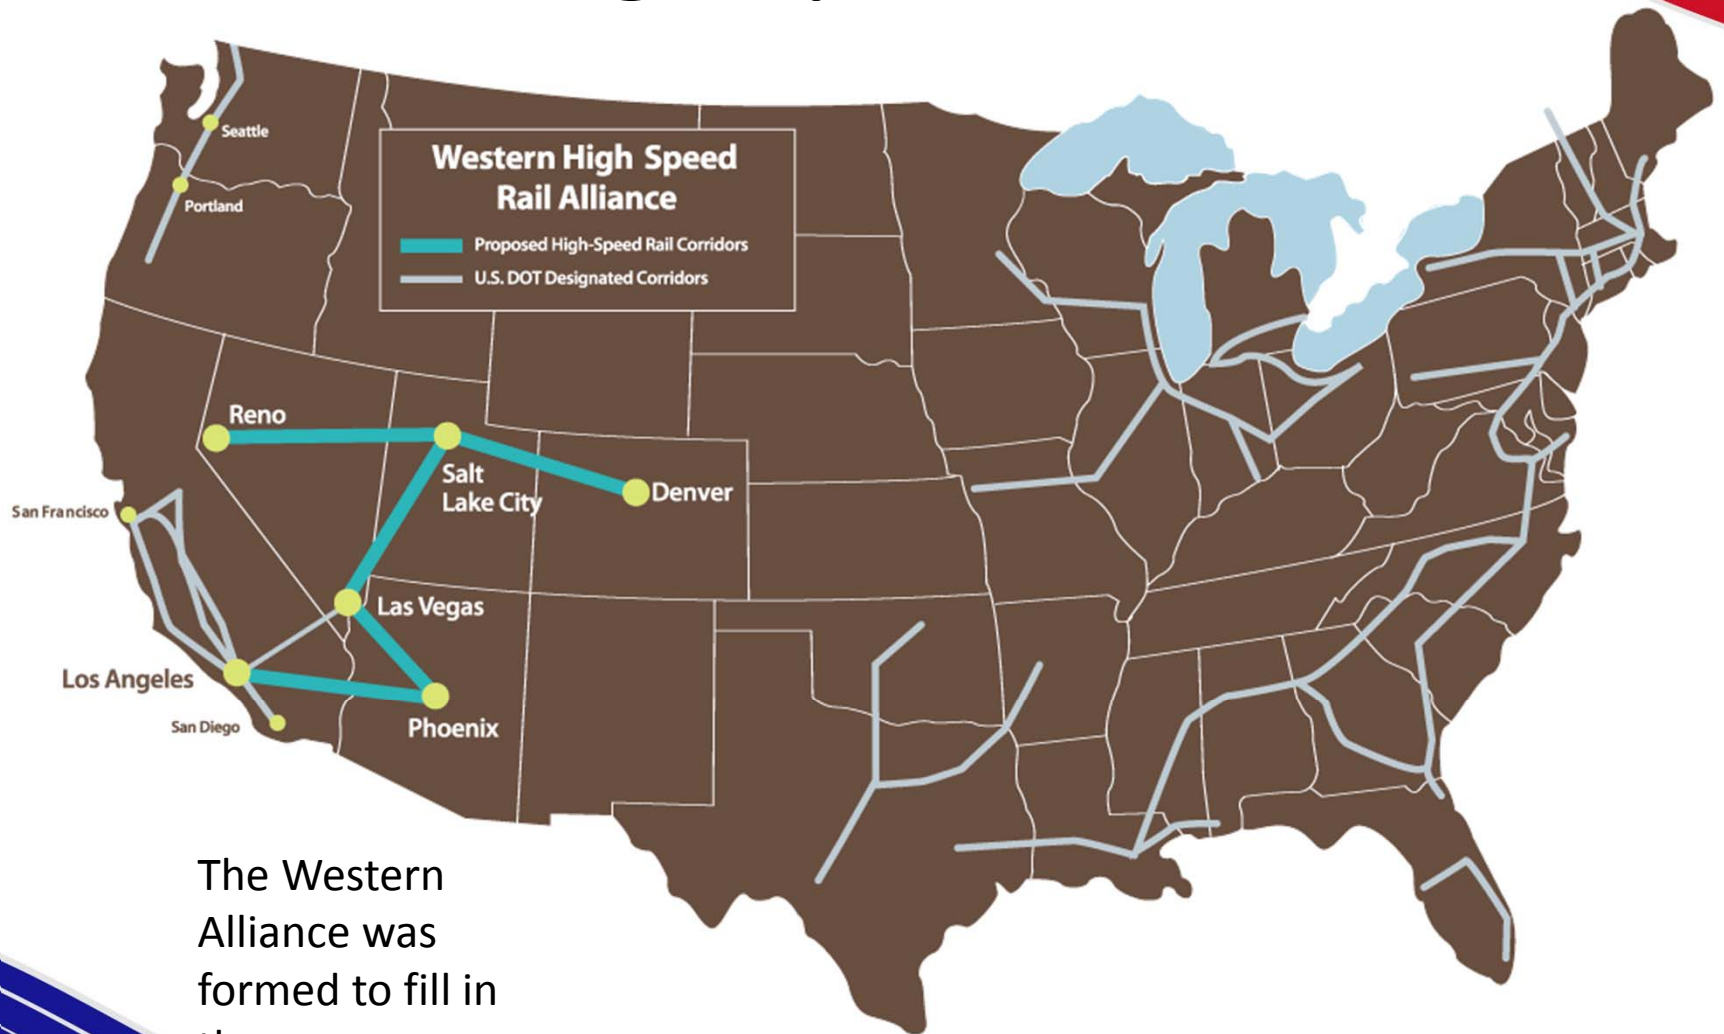 Seattle
Portland
Western High Speed
Rail Alliance
Proposed High-Speed Rail Corridors
U.S. DOT Designated Corridors
Reno
Salt
Lake City
Denver
San Francisco
Las Vegas
Los Angeles
San Diego
Phoenix
The Western
Alliance was
formed to fill in